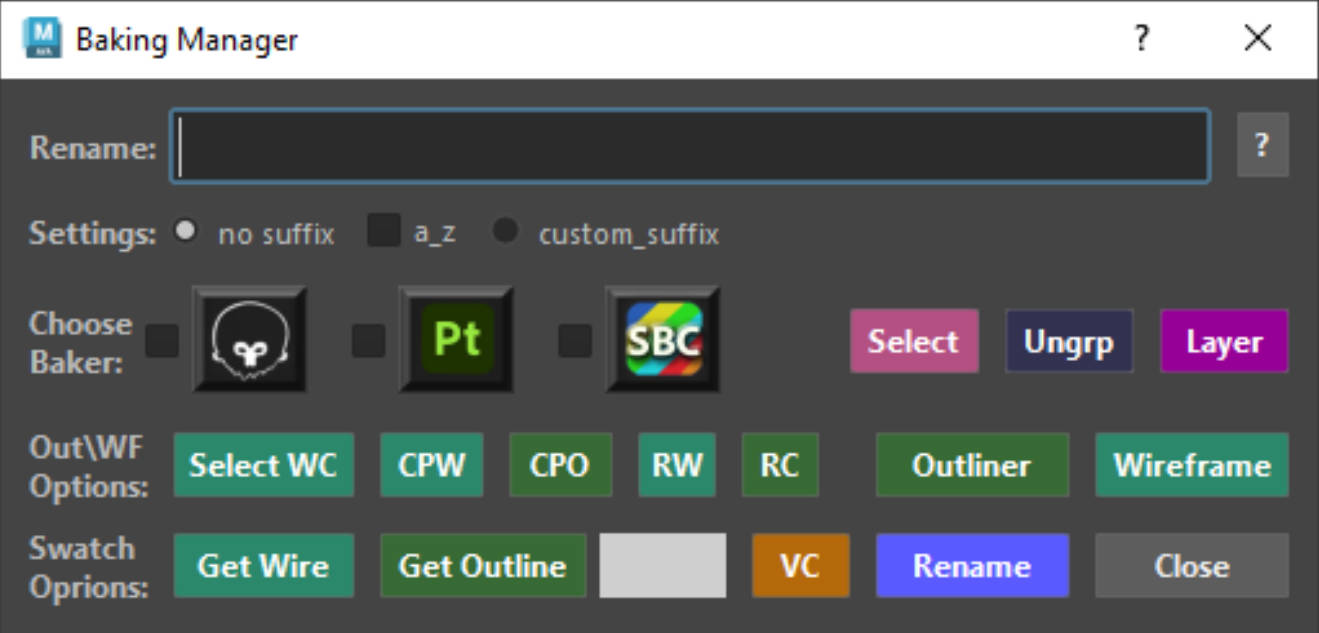 Baking Manager ?
Rename: ?
Settings: no suffix a_z custom_suffix
Choose
Baker: Pt SBC Select Ungrp Layer
Out\WF
Options: Select WC CPW CPO RW RC Outliner Wireframe
Swatch
Oprions: Get Wire Get Outline VC Rename Close